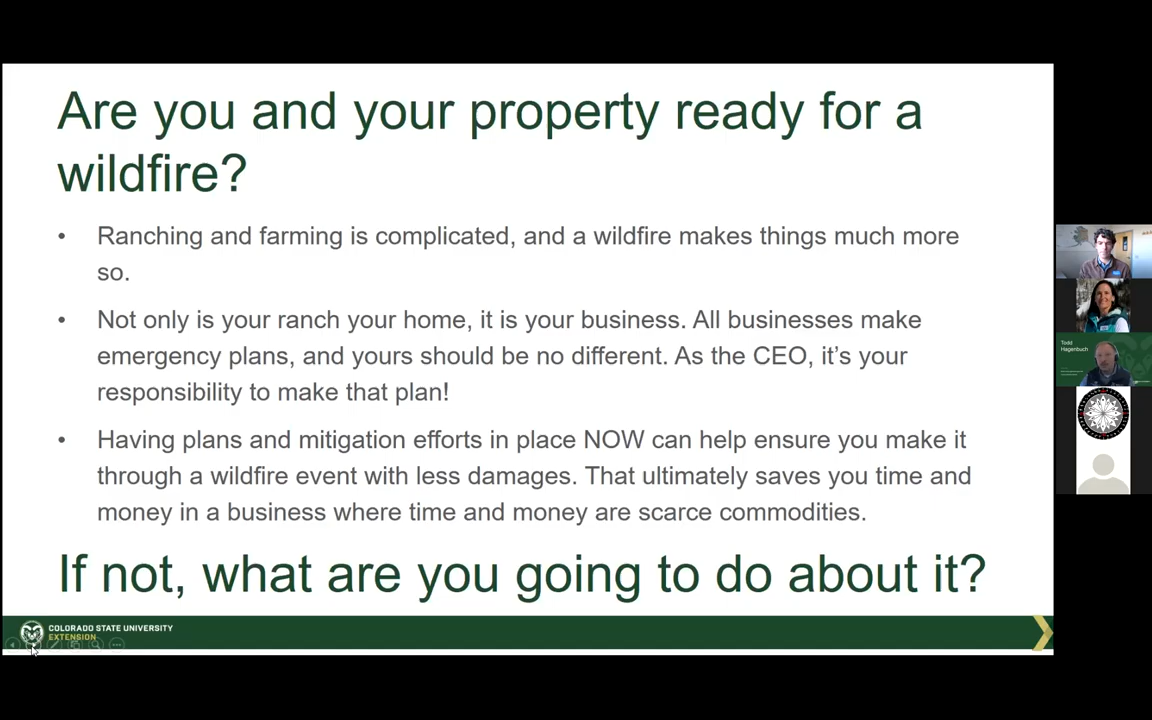 Are you and your property ready for a
wildfire?
• Ranching and farming is complicated, and a wildfire makes things much more
so.
• Not only is your ranch your home, it is your business. All businesses make
emergency plans, and yours should be no different. As the CEO, it's your
responsibility to make that plan!
• Having plans and mitigation efforts in place NOW can help ensure you make it
through a wildfire event with less damages. That ultimately saves you time and
money in a business where time and money are scarce commodities.
If not, what are you going to do about it?
COLORADO STATE UNIVERSITY
EXTENSION
Todd
Hagenbuch